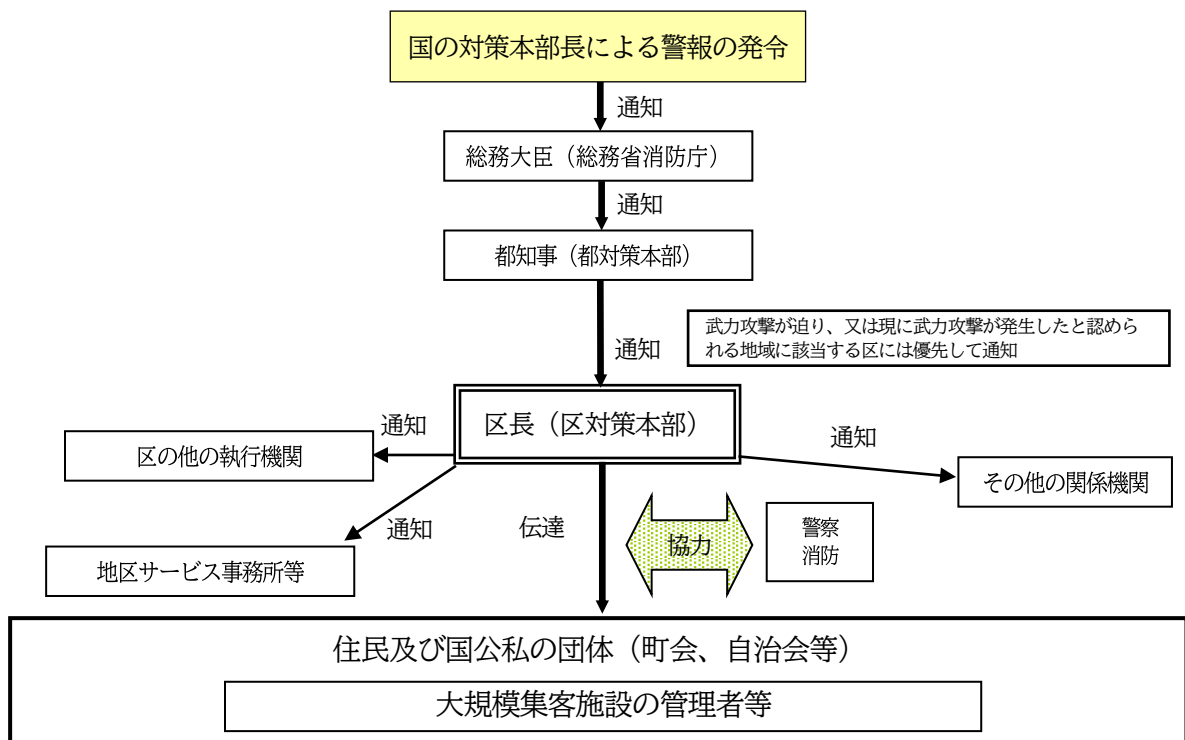 国の対策本部長による警報の発令
通知
総務大臣（総務省消防庁）
通知
都知事（都対策本部）
通知
武力攻撃が迫り、又は現に武力攻撃が発生したと認めら
れる地域に該当する区には優先して通知
区長（区対策本部）
通知
区の他の執行機関
通知
その他の関係機関
通知
地区サービス事務所等
伝達
協力
警察
消防
住民及び国公私の団体（町会、自治会等）
大規模集客施設の管理者等